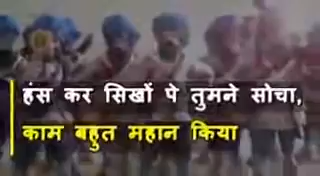 हंस कर सिखों पे तुमने सोचा,
काम बहुत महान किया